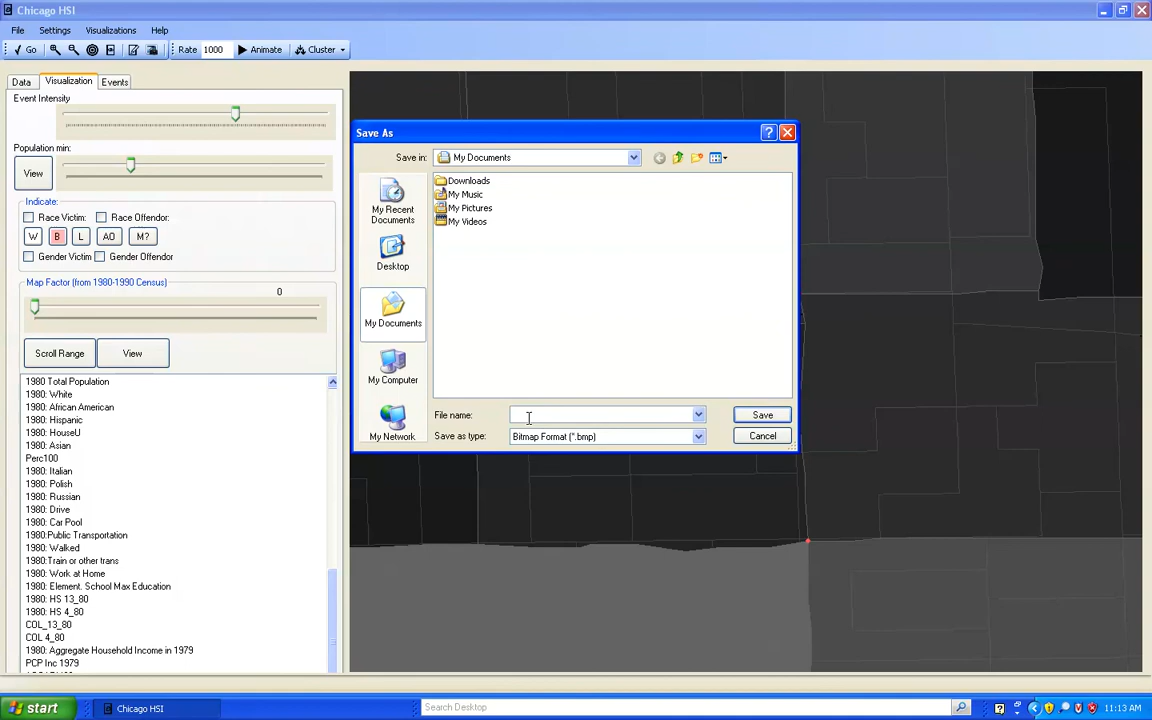 Chicago HSI
File Settings Visualizations Help
Go Rate 1000 Animate Cluster
Data Visualization Events
Event Intensity
Population min:
View
Indicate:
Race Victim: Race Offendor:
W B L AO M?
Gender Victim Gender Offendor
Map Factor (from 1980-1990 Census)
0
Scroll Range View
1980 Total Population
1980: White
1980: African American
1980: Hispanic
1980: HouseU
1980: Asian
Perc100
1980: Italian
1980: Polish
1980: Russian
1980: Drive
1980: Car Pool
1980:Public Transportation
1980: Walked
1980:Train or other trans
1980: Work at Home
1980: Element. School Max Education
1980: HS 13_80
1980: HS 4_80
COL_13_80
COL 4_80
1980: Aggregate Household Income in 1979
PCP Inc 1979
Save As
Save in: My Documents
My Recent
Documents
Desktop
My Documents
My Computer
My Network
Downloads
My Music
My Pictures
My Videos
File name: Save
Save as type: Bitmap Format (*.bmp) Cancel
start Chicago HSI Search Desktop 11:13 AM